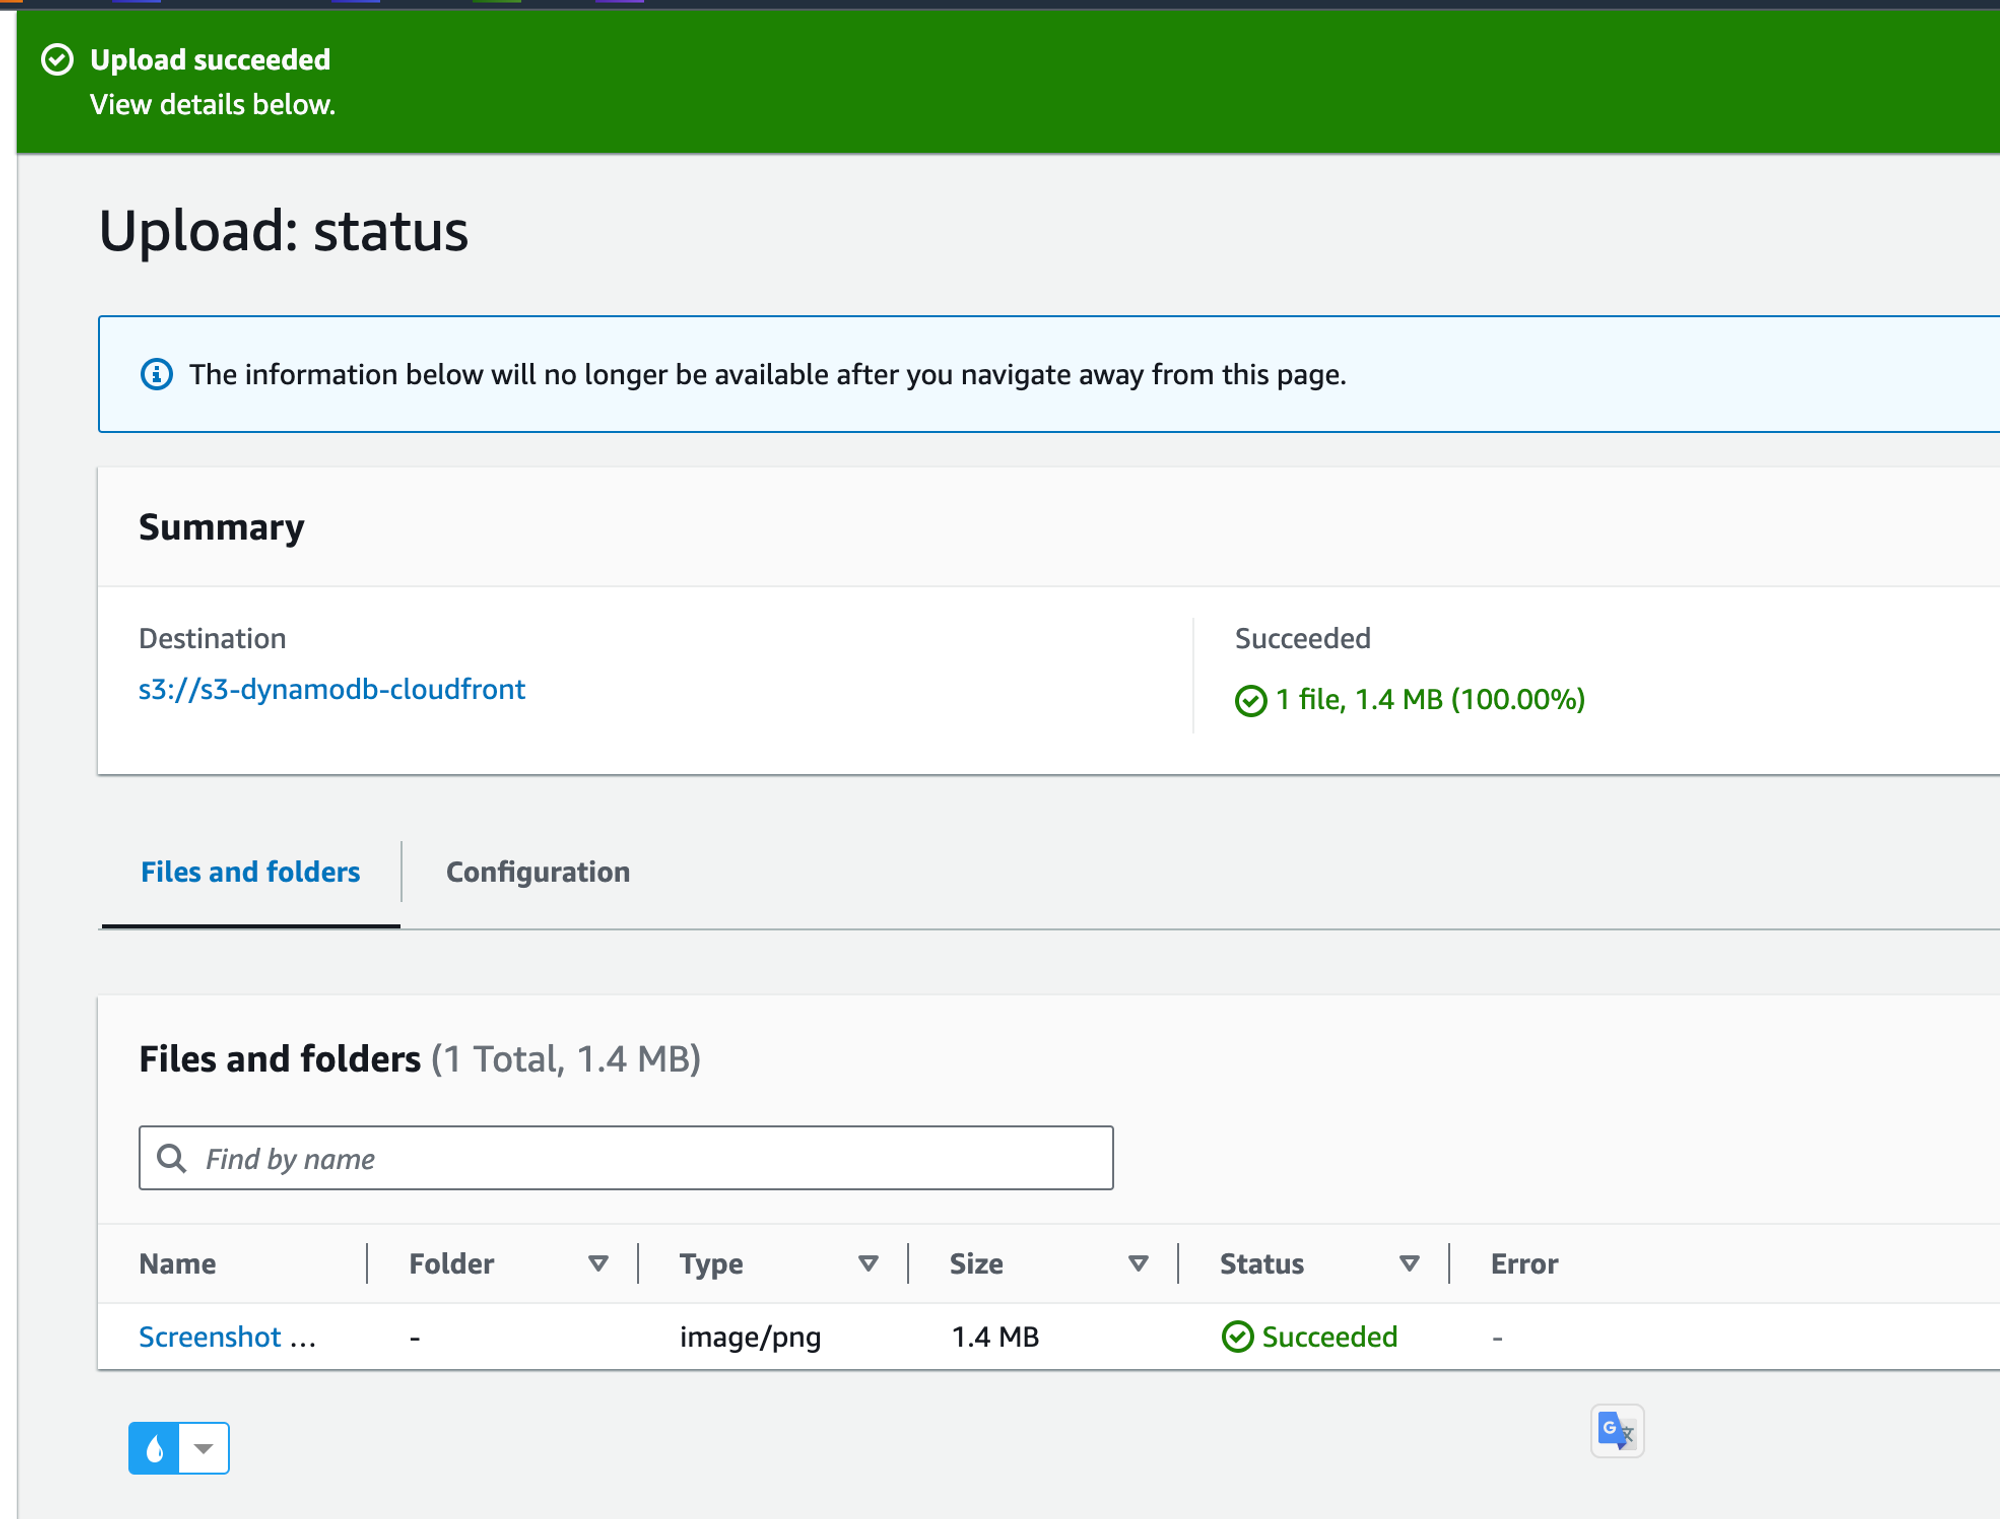 Upload succeeded
View details below.
Upload: status
The information below will no longer be available after you navigate away from this page.
Summary
Destination
s3://s3-dynamodb-cloudfront
Succeeded
1 file, 1.4 MB (100.00%)
Files and folders
Configuration
Files and folders (1 Total, 1.4 MB)
Find by name
Name Folder Type Size Status Error
Screenshot ... - image/png 1.4 MB Succeeded -
G 文